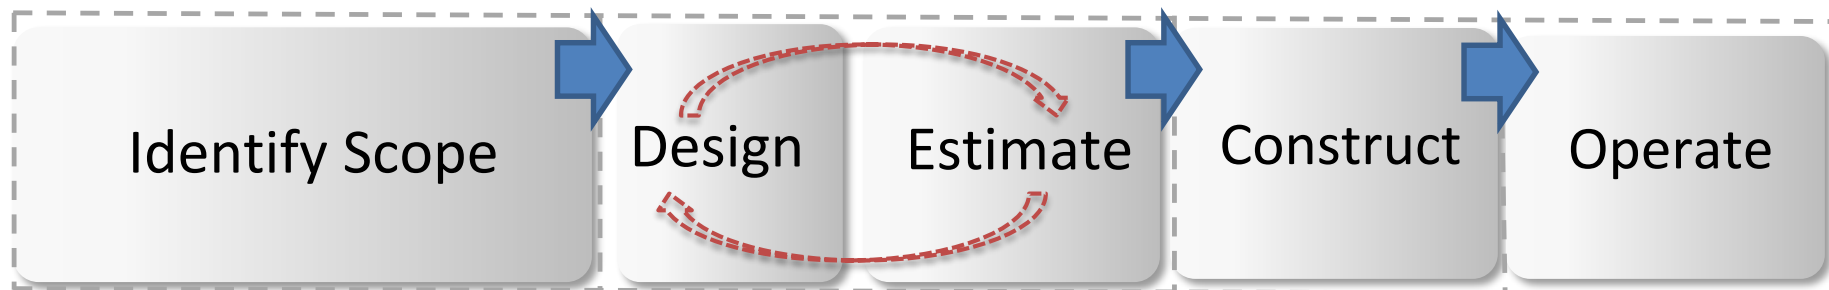 Identify Scope
Design
Estimate
Construct
Operate